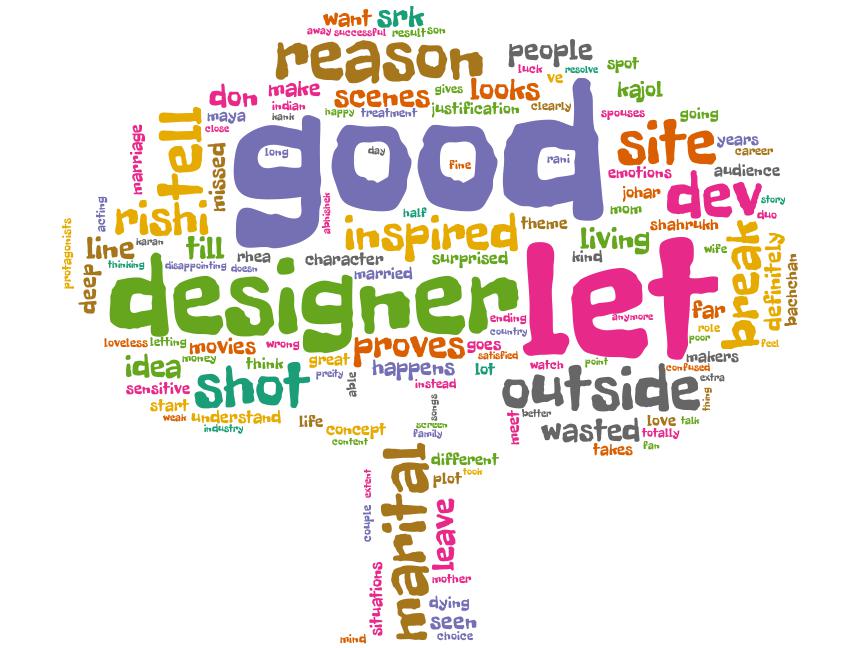 want srk
away successful result son
reason people
luck ve resolve spot
don make scenes gives looks kajol
indian happy treatment justification clearly
maya kank spouses going
close
tell
marriage
missed
good
long day fine rani
site years career
emotions audience
johar dev story
mom duo
shahrukh
acting
rishi
abhishek
half
inspired theme
living
kind wife
protagonists
line karan till rhea character surprised
thinking disappointing doesn married
deep
break
definitely
bachchan
feel
designer let
ending anymore far
country role
poor
loveless letting movies wrong proves goes
satisfied makers
idea money think great happens lot watch point confused
sensitive shot preity able instead outside extra
start thing
weak understand life concept songs meet better love talk
industry content screen wasted totally
family takes fan
marital
different
plot took
extent
leave
couple
mother
situations
dying
seen
mind choice